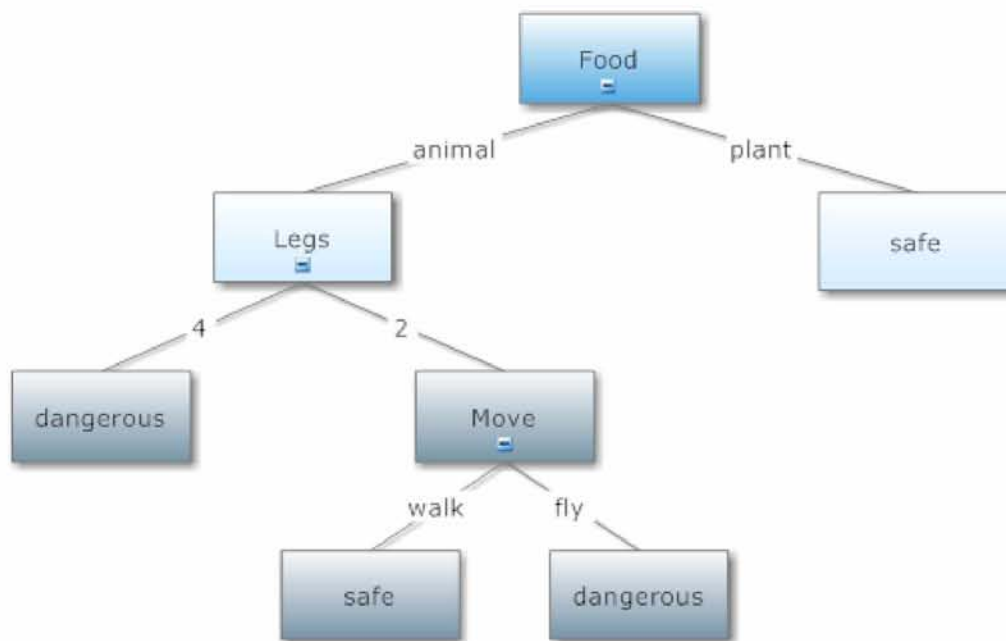 Food
animal
plant
Legs
safe
4
2
dangerous
Move
walk
fly
safe
dangerous